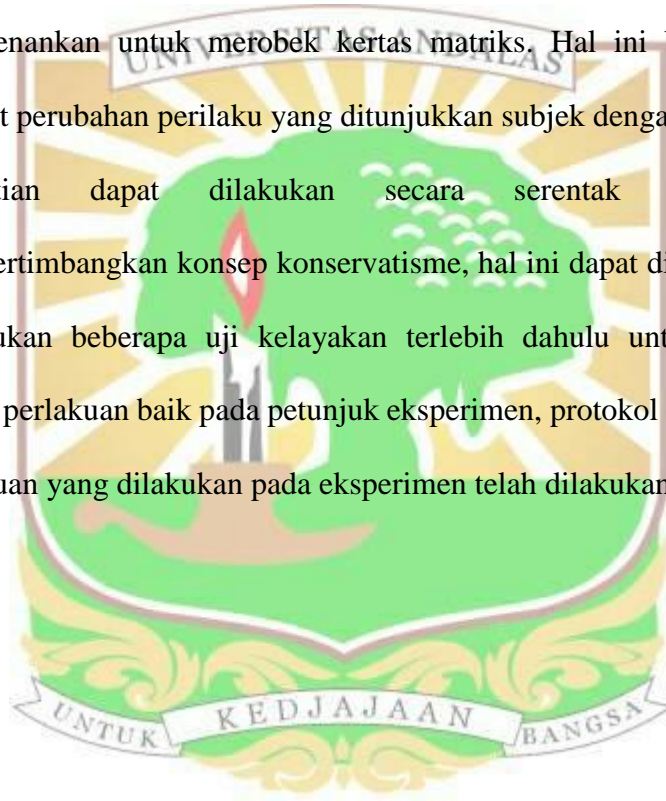 enankan untuk merobek kertas matriks. Hal ini
UNIVERSITAS ANDALAS
t perubahan perilaku yang ditunjukkan subjek denga
tian dapat dilakukan secara serentak
ertimbangkan konsep konservatisme, hal ini dapat di
ukan beberapa uji kelayakan terlebih dahulu unt
perlakuan baik pada petunjuk eksperimen, protokol
uan yang dilakukan pada eksperimen telah dilakukan
UNTUK KEDJAJAAN BANGSA